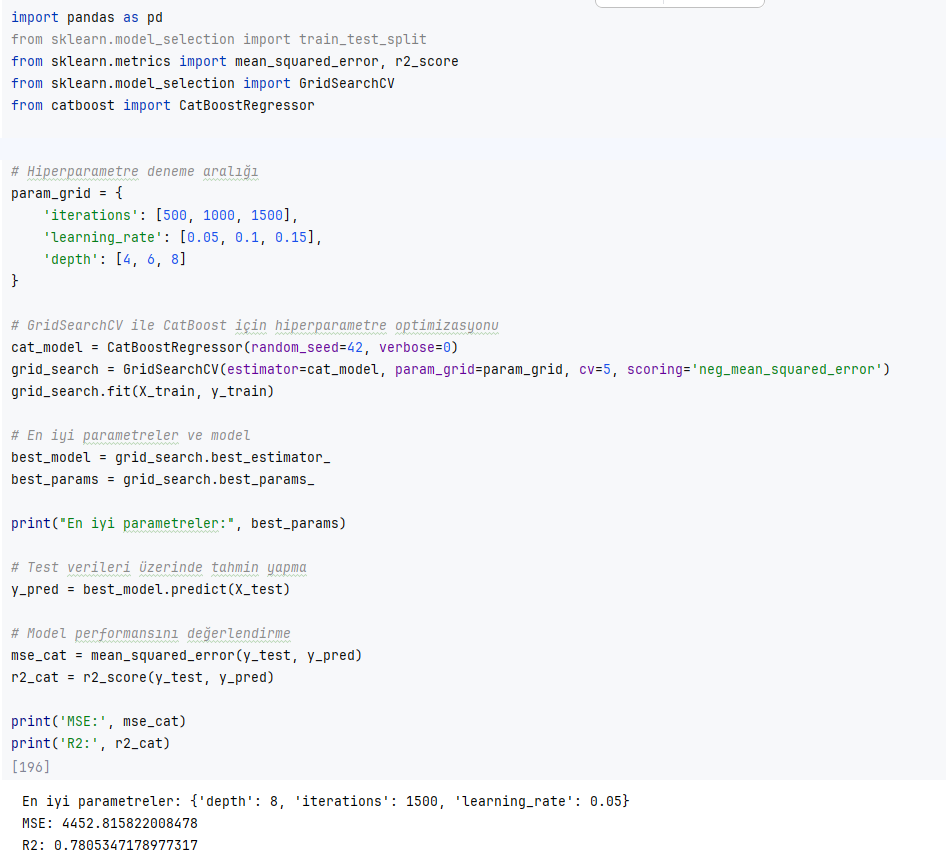 import pandas as pd
from sklearn.model_selection import train_test_split
from sklearn.metrics import mean_squared_error, r2_score
from sklearn.model_selection import GridSearchCV
from catboost import CatBoostRegressor
# Hiperparametre deneme aralığı
param_grid = {
    'iterations': [500, 1000, 1500],
    'learning_rate': [0.05, 0.1, 0.15],
    'depth': [4, 6, 8]
}
# GridSearchCV ile CatBoost için hiperparametre optimizasyonu
cat_model = CatBoostRegressor(random_seed=42, verbose=0)
grid_search = GridSearchCV(estimator=cat_model, param_grid=param_grid, cv=5, scoring='neg_mean_squared_error')
grid_search.fit(X_train, y_train)
# En iyi parametreler ve model
best_model = grid_search.best_estimator_
best_params = grid_search.best_params_
print("En iyi parametreler:", best_params)
# Test verileri üzerinde tahmin yapma
y_pred = best_model.predict(X_test)
# Model performansını değerlendirme
mse_cat = mean_squared_error(y_test, y_pred)
r2_cat = r2_score(y_test, y_pred)
print('MSE:', mse_cat)
print('R2:', r2_cat)
[196]
En iyi parametreler: {'depth': 8, 'iterations': 1500, 'learning_rate': 0.05}
MSE: 4452.815822008478
R2: 0.7805347178977317